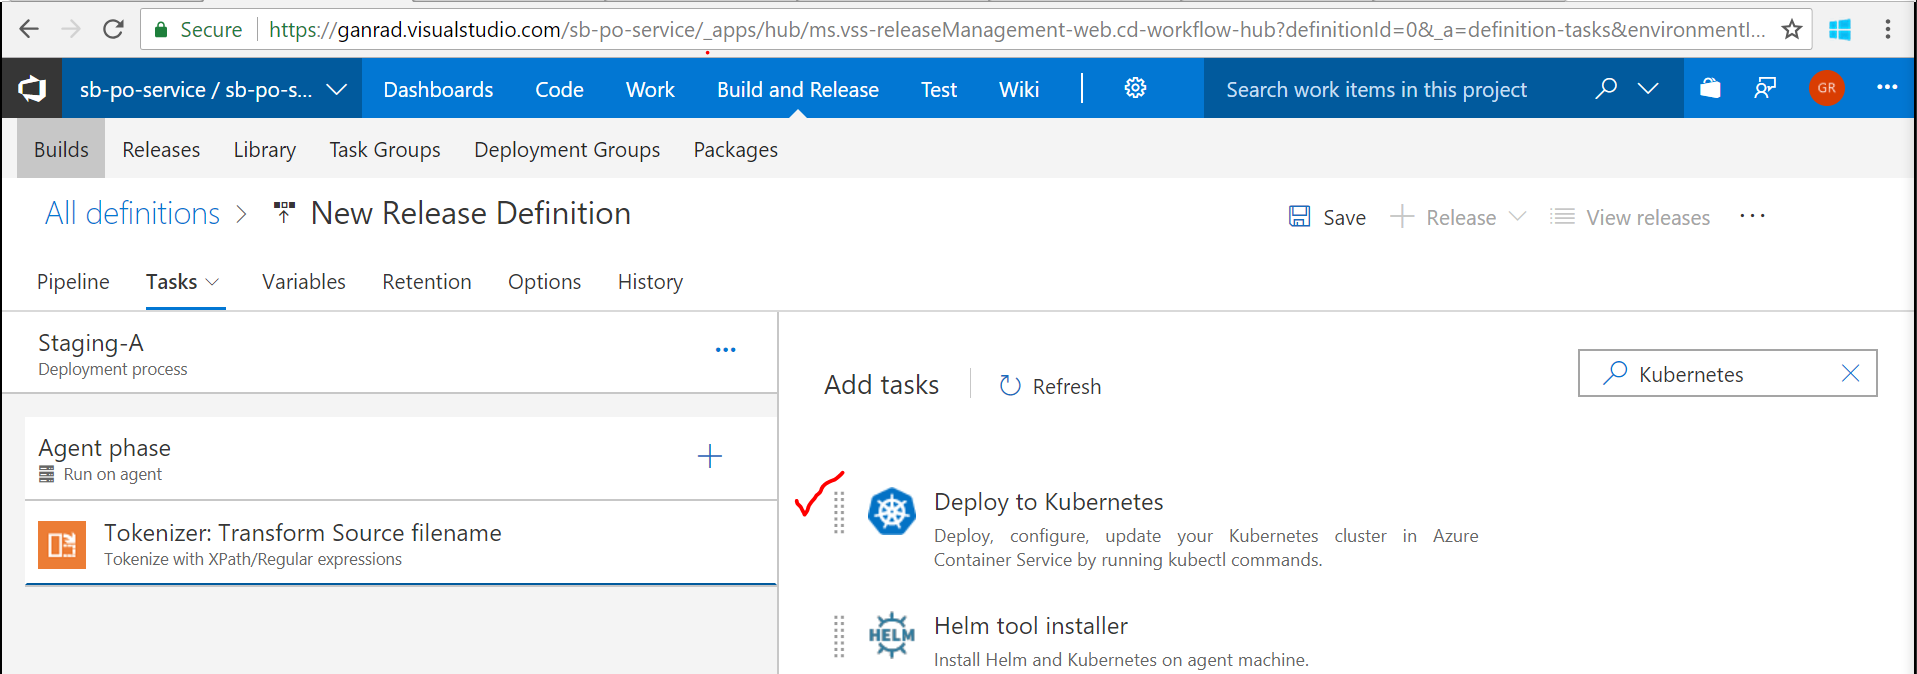 Secure https://ganrad.visualstudio.com/sb-po-service/_apps/hub/ms.vss-releaseManagement-web.cd-workflow-hub?definitionId=0&_a=definition-tasks&environmentI...
sb-po-service / sb-po-s... Dashboards Code Work Build and Release Test Wiki Search work items in this project GR
Builds Releases Library Task Groups Deployment Groups Packages
All definitions > New Release Definition Save Release View releases
Pipeline Tasks Variables Retention Options History
Staging-A
Deployment process
Add tasks Refresh Kubernetes
Agent phase
Run on agent
Tokenizer: Transform Source filename
Tokenize with XPath/Regular expressions
Deploy to Kubernetes
Deploy, configure, update your Kubernetes cluster in Azure
Container Service by running kubectl commands.
HELM
Helm tool installer
Install Helm and Kubernetes on agent machine.